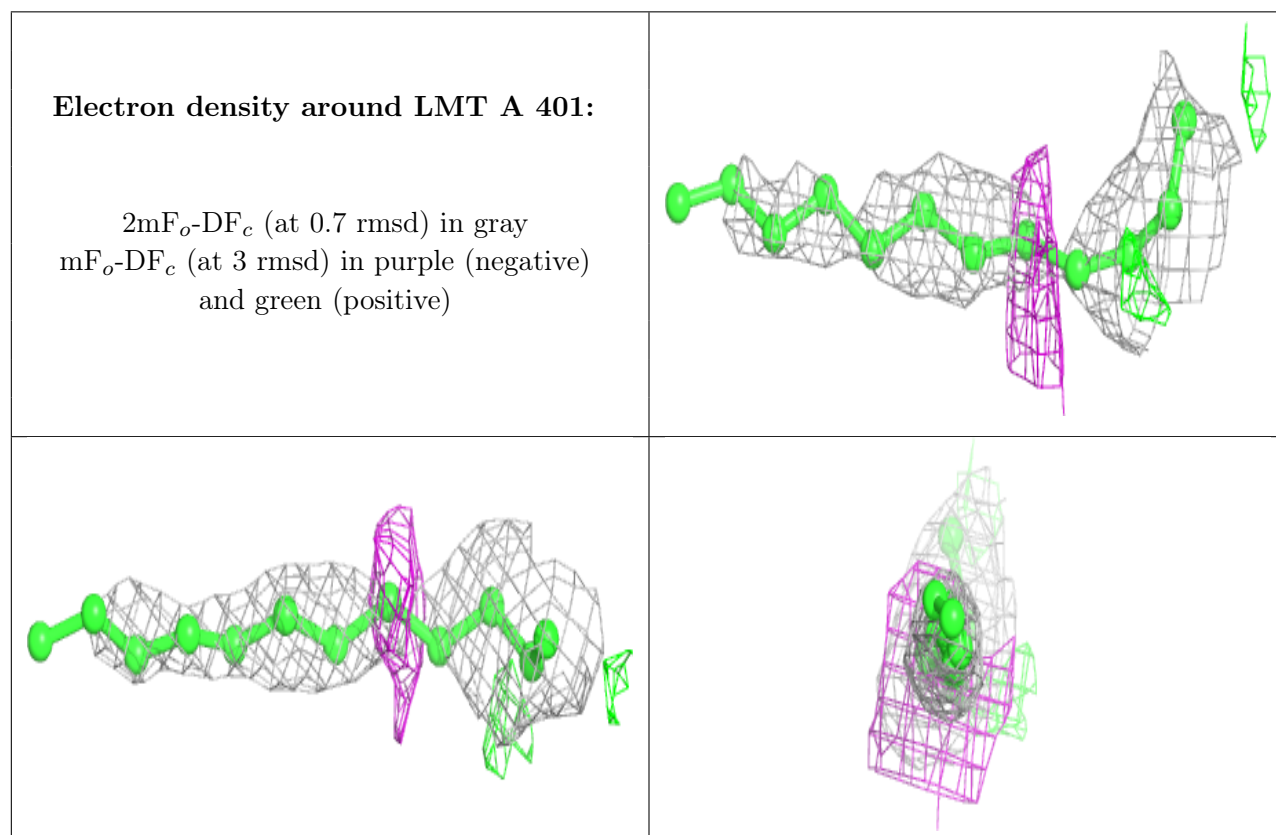 Electron density around LMT A 401:
2mFo-DFc (at 0.7 rmsd) in gray
mFo-DFc (at 3 rmsd) in purple (negative)
and green (positive)